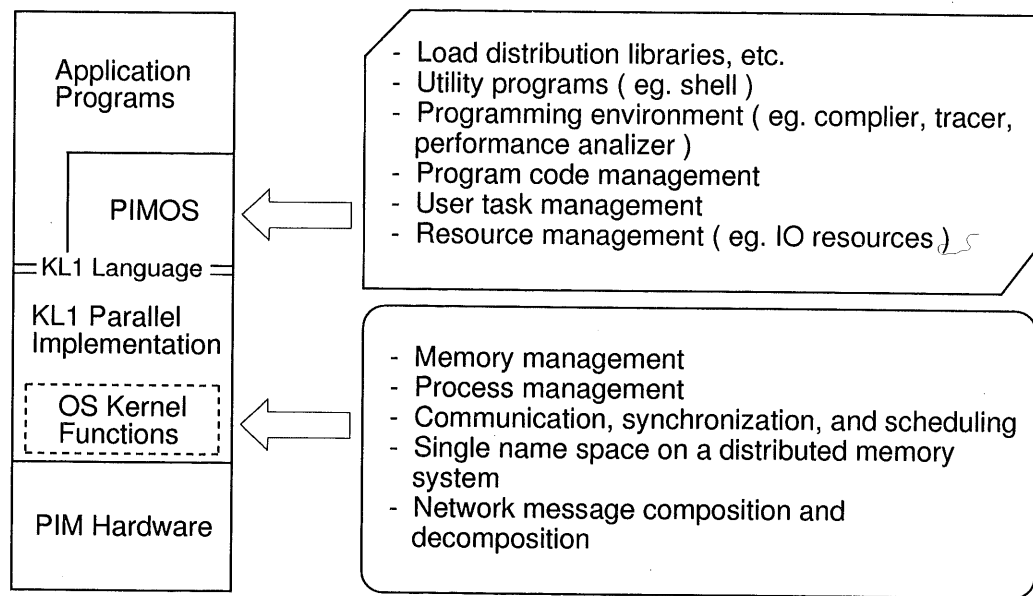 Application
Programs
PIMOS
KL1 Language
KL1 Parallel
Implementation
OS Kernel
Functions
PIM Hardware
- Load distribution libraries, etc.
- Utility programs ( eg. shell )
- Programming environment ( eg. complier, tracer,
performance analizer )
- Program code management
- User task management
- Resource management ( eg. IO resources )
- Memory management
- Process management
- Communication, synchronization, and scheduling
- Single name space on a distributed memory
system
- Network message composition and
decomposition